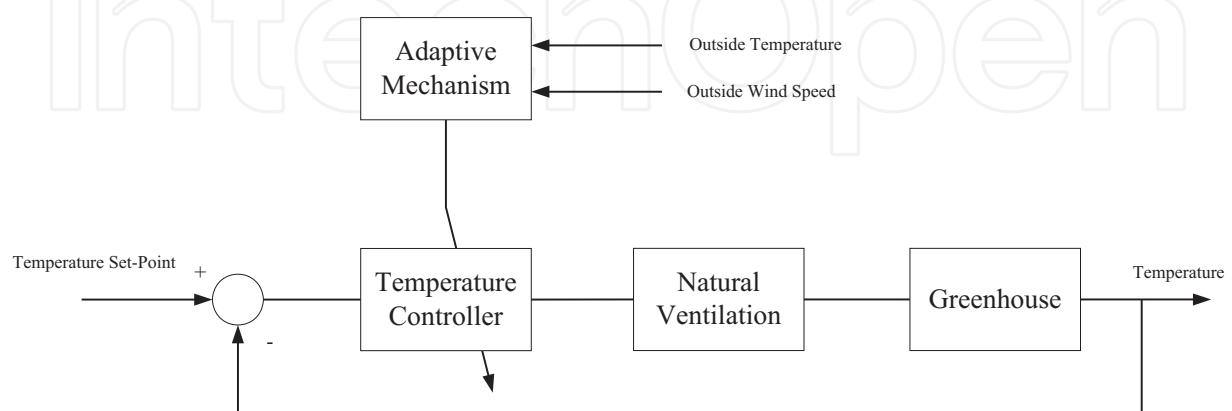 IntechOpen
Adaptive
Mechanism
Outside Temperature
Outside Wind Speed
Temperature Set-Point
+
-
Temperature
Controller
Natural
Ventilation
Greenhouse
Temperature